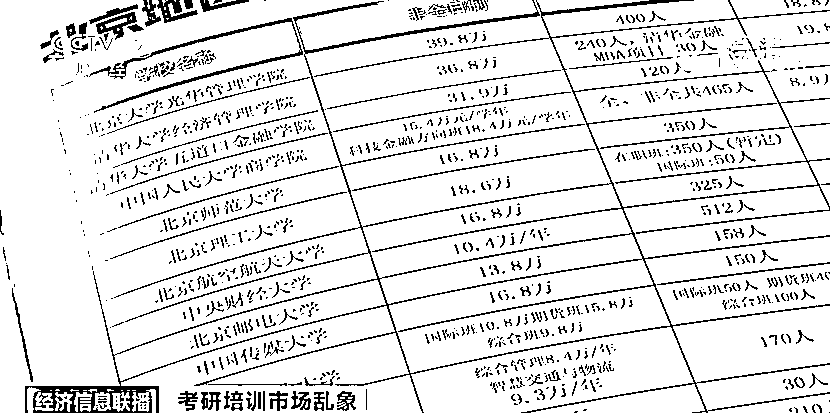 北京地区
CCTV
学校名称 非全日制
北京大学光华管理学院 39.8万 400人
清华大学经济管理学院 36.8万 240人，清华金融
MBA项目 30人
清华大学五道口金融学院 31.9万 120人
中国人民大学商学院 15.4万元/学年 全、非全共465人 8.9万
科技金融方向班18.4万元/学年
北京师范大学 16.8万 350人
北京理工大学 18.6万 在职班:350人(暂定)
国际班:50人
北京航空航天大学 16.8万 325人
中央财经大学 10.4万/年 512人
北京邮电大学 13.8万 158人
中国传媒大学 16.8万 150人
大学 国际班10.8万期货班15.8万 国际班50人 期货班40
综合班9.8万 综合班100人
综合管理8.4万/年 170人
智慧交通与物流
9.3万/年
30人
210
经济信息联播 考研培训市场乱象